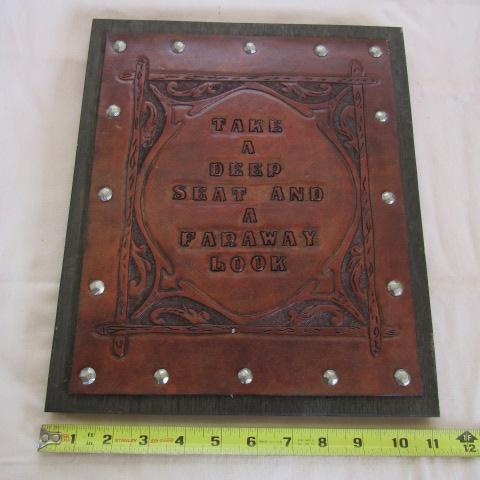 TAKE
A
DEEP
SEAT AND
A
FARAWAY
LOOK
1 2 STANLEY 3 4 5 6 7 8 9 10 11 1F 12